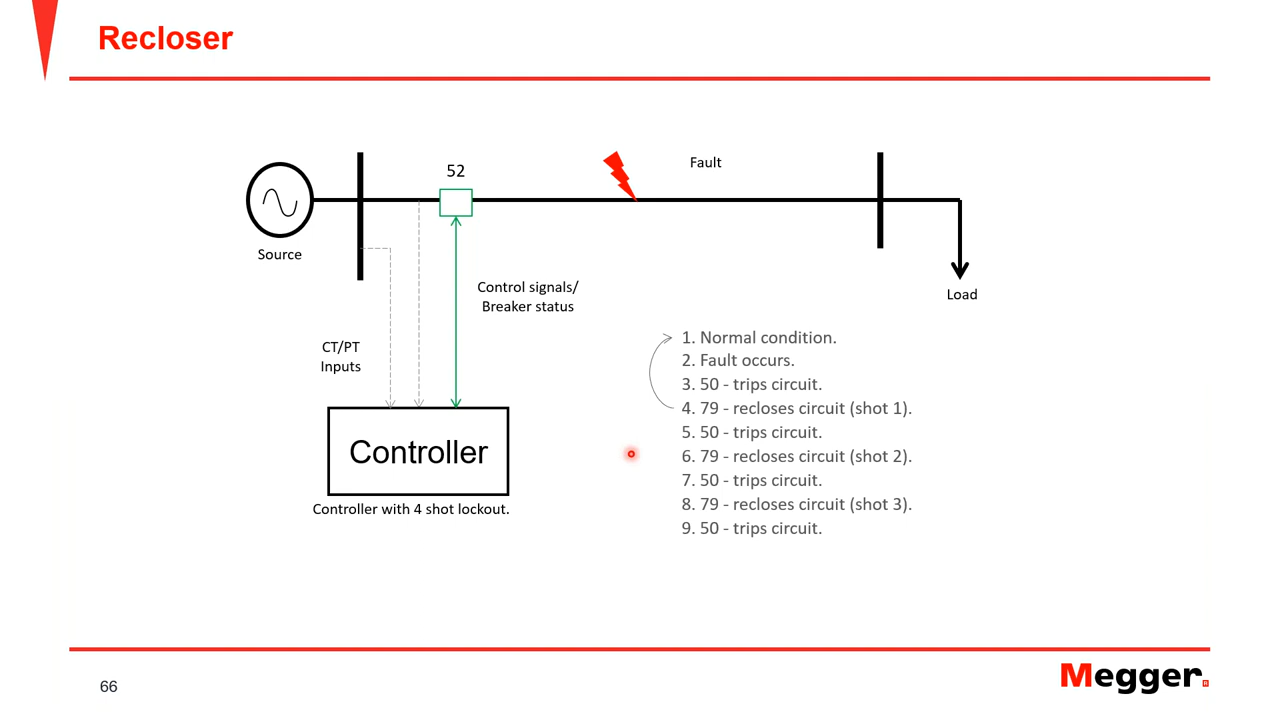 Recloser
52
Fault
Source
Control signals/
Breaker status
Load
CT/PT
Inputs
1. Normal condition.
2. Fault occurs.
3. 50 - trips circuit.
4. 79 - recloses circuit (shot 1).
5. 50 - trips circuit.
6. 79 - recloses circuit (shot 2).
7. 50 - trips circuit.
8. 79 - recloses circuit (shot 3).
9. 50 - trips circuit.
Controller
Controller with 4 shot lockout.
66
Megger